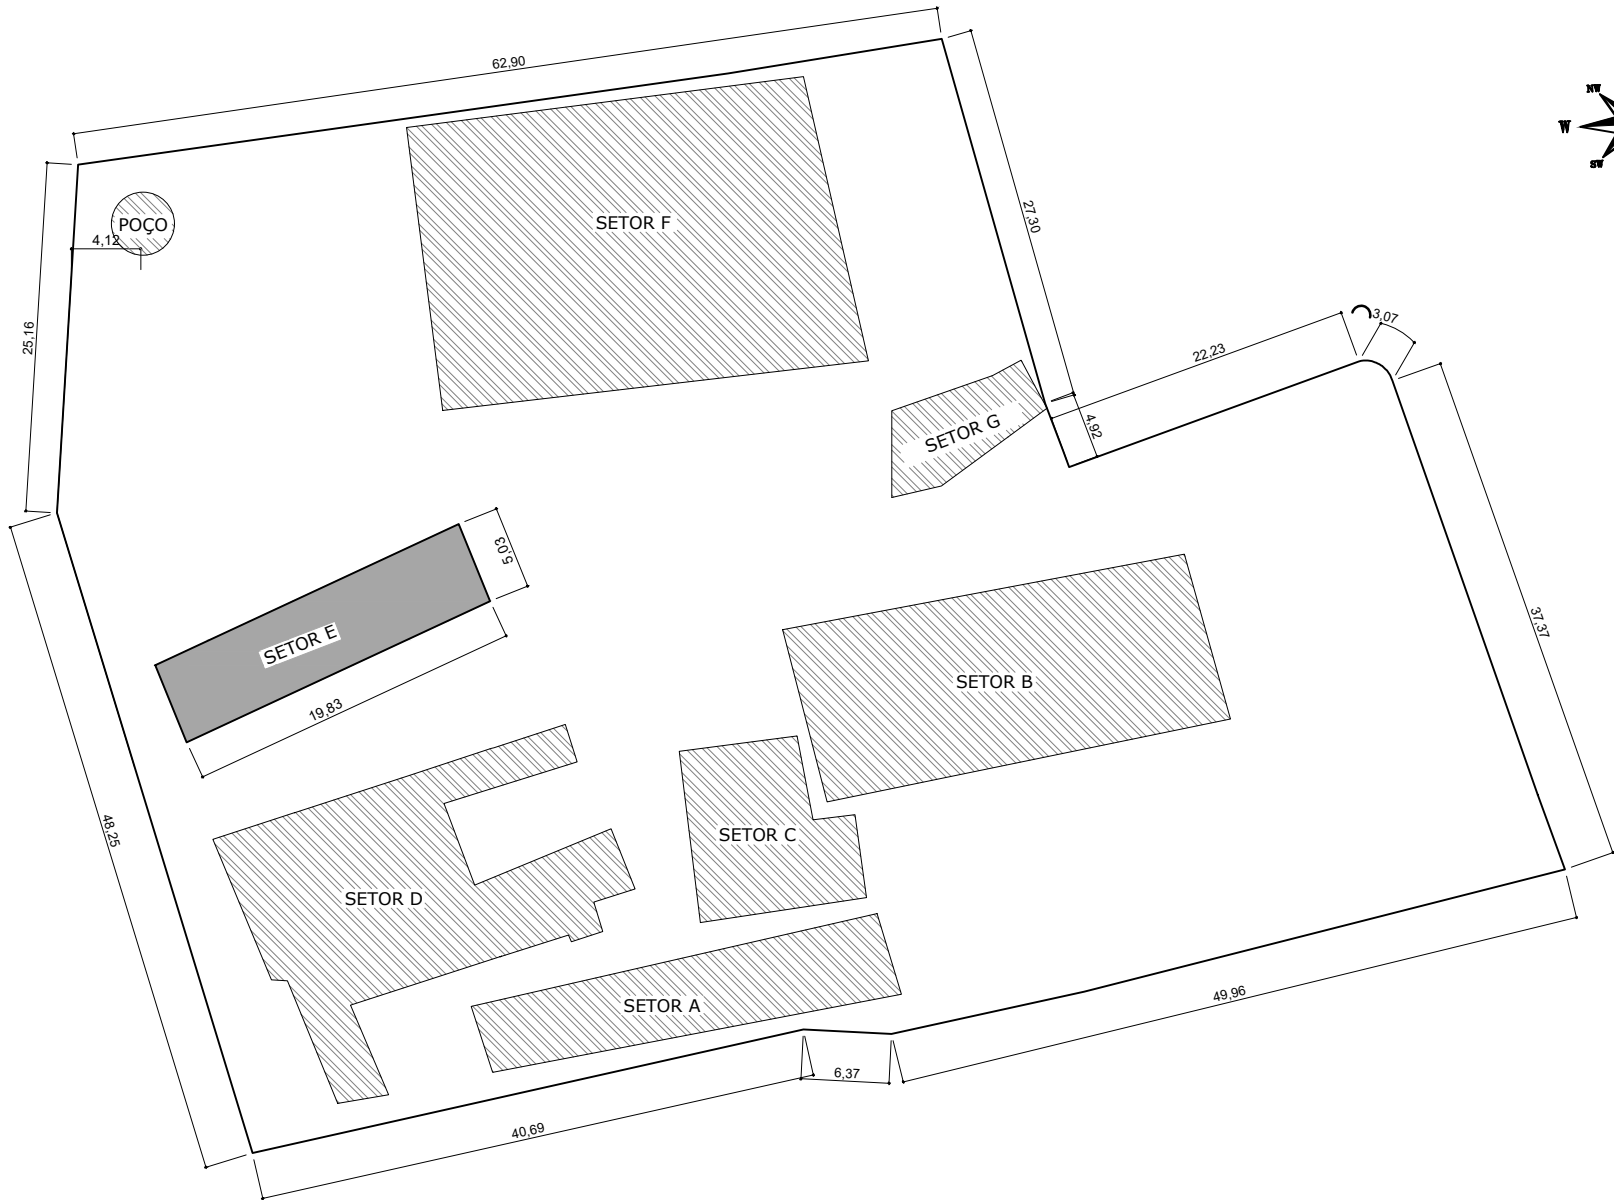 62,90
NW
W
SW
27,30
SETOR F
POÇO
4,12
25,16
3,07
22,23
4,92
SETOR G
5,03
SETOR E
19,83
SETOR B
37,37
48,25
SETOR C
SETOR D
SETOR A
49,96
6,37
40,69